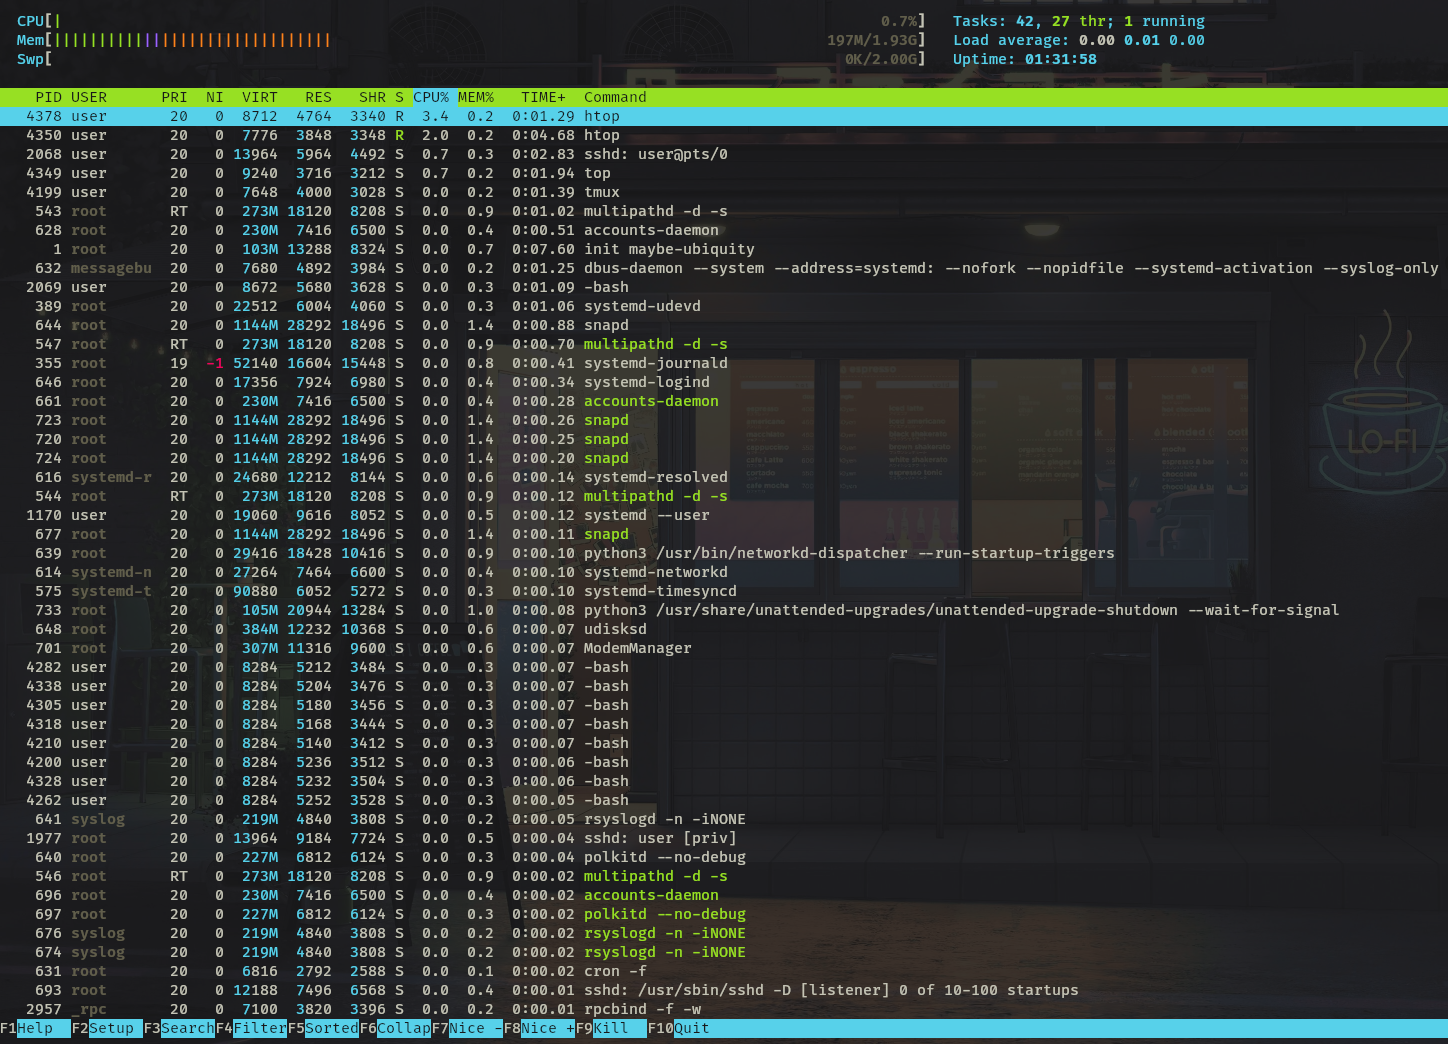 CPU[| 0.7%] Tasks: 42, 27 thr; 1 running
Mem[||||||||||||||||||||||||||||||| 197M/1.93G] Load average: 0.00 0.01 0.00
Swp[ 0K/2.00G] Uptime: 01:31:58
PID USER PRI NI VIRT RES SHR S CPU% MEM% TIME+ Command
4378 user 20 0 8712 4764 3340 R 3.4 0.2 0:01.29 htop
4350 user 20 0 7776 3848 3348 R 2.0 0.2 0:04.68 htop
2068 user 20 0 13964 5964 4492 S 0.7 0.3 0:02.83 sshd: user@pts/0
4349 user 20 0 9240 3716 3212 S 0.7 0.2 0:01.94 top
4199 user 20 0 7648 4000 3028 S 0.0 0.2 0:01.39 tmux
543 root RT 0 273M 18120 8208 S 0.0 0.9 0:01.02 multipathd -d -s
628 root 20 0 230M 7416 6500 S 0.0 0.4 0:00.51 accounts-daemon
1 root 20 0 103M 13288 8324 S 0.0 0.7 0:07.60 init maybe-ubiquity
632 messagebu 20 0 7680 4892 3984 S 0.0 0.2 0:01.25 dbus-daemon --system --address=systemd: --nofork --nopidfile --systemd-activation --syslog-only
2069 user 20 0 8672 5680 3628 S 0.0 0.3 0:01.09 -bash
389 root 20 0 22512 6004 4060 S 0.0 0.3 0:01.06 systemd-udevd
644 root 20 0 1144M 28292 18496 S 0.0 1.4 0:00.88 snapd
547 root RT 0 273M 18120 8208 S 0.0 0.9 0:00.70 multipathd -d -s
355 root 19 -1 52140 16604 15448 S 0.0 0.8 0:00.41 systemd-journald
646 root 20 0 17356 7924 6980 S 0.0 0.4 0:00.34 systemd-logind
661 root 20 0 230M 7416 6500 S 0.0 0.4 0:00.28 accounts-daemon
723 root 20 0 1144M 28292 18496 S 0.0 1.4 0:00.26 snapd
720 root 20 0 1144M 28292 18496 S 0.0 1.4 0:00.25 snapd
724 root 20 0 1144M 28292 18496 S 0.0 1.4 0:00.20 snapd
616 systemd-r 20 0 24680 12212 8144 S 0.0 0.6 0:00.14 systemd-resolved
544 root RT 0 273M 18120 8208 S 0.0 0.9 0:00.12 multipathd -d -s
1170 user 20 0 19060 9616 8052 S 0.0 0.5 0:00.12 systemd --user
677 root 20 0 1144M 28292 18496 S 0.0 1.4 0:00.11 snapd
639 root 20 0 29416 18428 10416 S 0.0 0.9 0:00.10 python3 /usr/bin/networkd-dispatcher --run-startup-triggers
614 systemd-n 20 0 27264 7464 6600 S 0.0 0.4 0:00.10 systemd-networkd
575 systemd-t 20 0 90880 6052 5272 S 0.0 0.3 0:00.10 systemd-timesyncd
733 root 20 0 105M 20944 13284 S 0.0 1.0 0:00.08 python3 /usr/share/unattended-upgrades/unattended-upgrade-shutdown --wait-for-signal
648 root 20 0 384M 12232 10368 S 0.0 0.6 0:00.07 udisksd
701 root 20 0 307M 11316 9600 S 0.0 0.6 0:00.07 ModemManager
4282 user 20 0 8284 5212 3484 S 0.0 0.3 0:00.07 -bash
4338 user 20 0 8284 5204 3476 S 0.0 0.3 0:00.07 -bash
4305 user 20 0 8284 5180 3456 S 0.0 0.3 0:00.07 -bash
4318 user 20 0 8284 5168 3444 S 0.0 0.3 0:00.07 -bash
4210 user 20 0 8284 5140 3412 S 0.0 0.3 0:00.07 -bash
4200 user 20 0 8284 5236 3512 S 0.0 0.3 0:00.06 -bash
4328 user 20 0 8284 5232 3504 S 0.0 0.3 0:00.06 -bash
4262 user 20 0 8284 5252 3528 S 0.0 0.3 0:00.05 -bash
641 syslog 20 0 219M 4840 3808 S 0.0 0.2 0:00.05 rsyslogd -n -iNONE
1977 root 20 0 13964 9184 7724 S 0.0 0.5 0:00.04 sshd: user [priv]
640 root 20 0 227M 6812 6124 S 0.0 0.3 0:00.04 polkitd --no-debug
546 root RT 0 273M 18120 8208 S 0.0 0.9 0:00.02 multipathd -d -s
696 root 20 0 230M 7416 6500 S 0.0 0.4 0:00.02 accounts-daemon
697 root 20 0 227M 6812 6124 S 0.0 0.3 0:00.02 polkitd --no-debug
676 syslog 20 0 219M 4840 3808 S 0.0 0.2 0:00.02 rsyslogd -n -iNONE
674 syslog 20 0 219M 4840 3808 S 0.0 0.2 0:00.02 rsyslogd -n -iNONE
631 root 20 0 6816 2792 2588 S 0.0 0.1 0:00.02 cron -f
693 root 20 0 12188 7496 6568 S 0.0 0.4 0:00.01 sshd: /usr/sbin/sshd -D [listener] 0 of 10-100 startups
2957 _rpc 20 0 7100 3820 3396 S 0.0 0.2 0:00.01 rpcbind -f -w
F1Help F2Setup F3SearchF4FilterF5SortedF6CollapF7Nice -F8Nice +F9Kill F10Quit
LO-FI